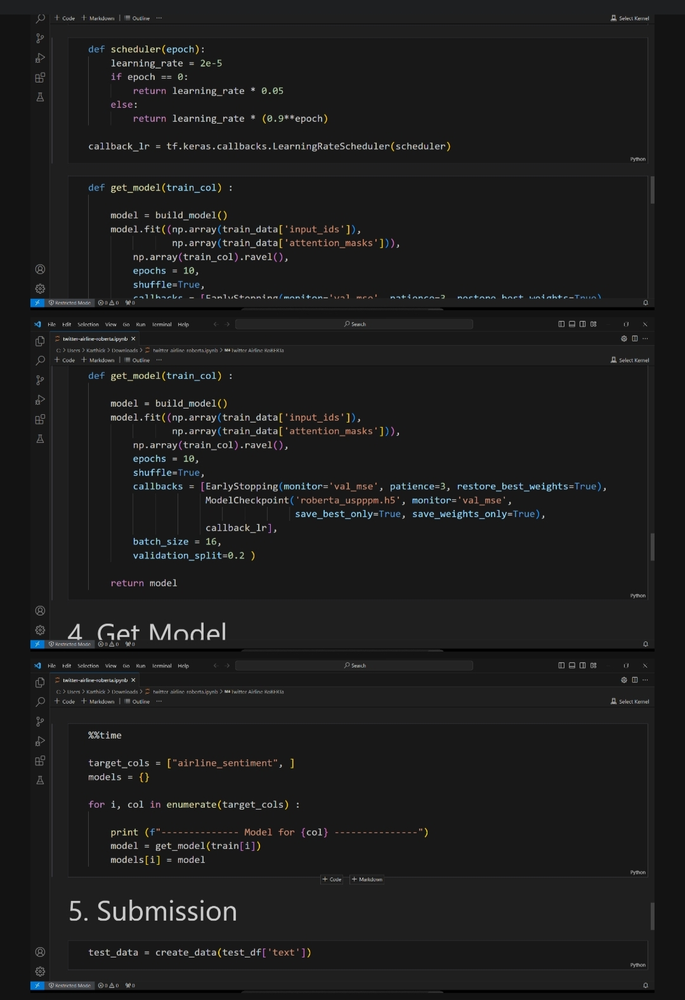 + Code + Markdown | Outline ...
Select Kernel
def scheduler(epoch):
learning_rate = 2e-5
if epoch == 0:
return learning_rate * 0.05
else:
return learning_rate * (0.9**epoch)
callback_lr = tf.keras.callbacks.LearningRateScheduler(scheduler)
Python
def get_model(train_col) :
model = build_model()
model.fit((np.array(train_data['input_ids']),
np.array(train_data['attention_masks'])),
np.array(train_col).ravel(),
epochs = 10,
shuffle=True,
callbacks = [EarlyStopping(monitor='val_mse', patience=3, restore_best_weights=True)
Restricted Mode 0 0 0
File Edit Selection View Go Run Terminal Help
Search
twitter-airline-roberta.ipynb ×
C: > Users > Karthick > Downloads > twitter-airline-roberta.ipynb > M↓ Twitter Airline RoBERTa
+ Code + Markdown | Outline ...
Select Kernel
def get_model(train_col) :
model = build_model()
model.fit((np.array(train_data['input_ids']),
np.array(train_data['attention_masks'])),
np.array(train_col).ravel(),
epochs = 10,
shuffle=True,
callbacks = [EarlyStopping(monitor='val_mse', patience=3, restore_best_weights=True),
ModelCheckpoint('roberta_uspppm.h5', monitor='val_mse',
save_best_only=True, save_weights_only=True),
callback_lr],
batch_size = 16,
validation_split=0.2 )
return model
Python
4. Get Model
Restricted Mode 0 0 0
File Edit Selection View Go Run Terminal Help
Search
twitter-airline-roberta.ipynb ×
C: > Users > Karthick > Downloads > twitter-airline-roberta.ipynb > M↓ Twitter Airline RoBERTa
+ Code + Markdown | Outline ...
Select Kernel
%%time
target_cols = ["airline_sentiment", ]
models = {}
for i, col in enumerate(target_cols) :
print (f"-------------- Model for {col} ---------------")
model = get_model(train[i])
models[i] = model
Python
+ Code + Markdown
5. Submission
test_data = create_data(test_df['text'])
Python
Restricted Mode 0 0 0